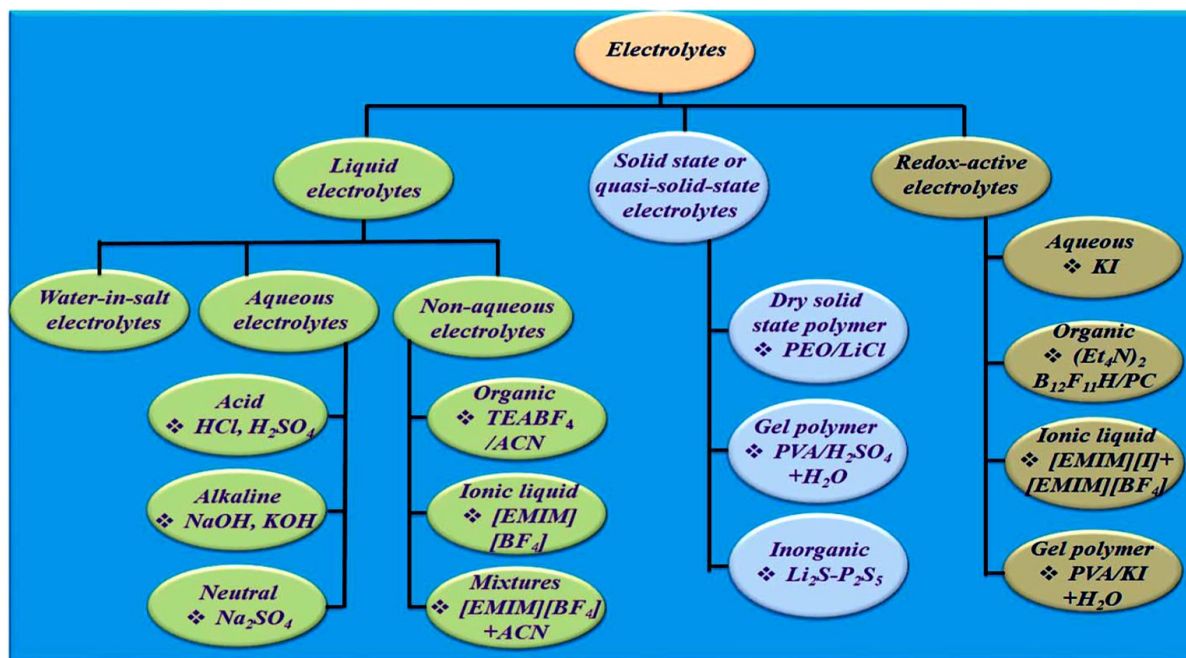 Electrolytes
Liquid
electrolytes
Solid state or
quasi-solid-state
electrolytes
Redox-active
electrolytes
Water-in-salt
electrolytes
Aqueous
electrolytes
Non-aqueous
electrolytes
Acid
❖ HCl, H₂SO₄
Alkaline
❖ NaOH, KOH
Neutral
❖ Na₂SO₄
Organic
❖ TEABF₄
/ACN
Ionic liquid
❖ [EMIM]
[BF₄]
Mixtures
❖ [EMIM][BF₄]
+ACN
Dry solid
state polymer
❖ PEO/LiCl
Gel polymer
❖ PVA/H₂SO₄
+H₂O
Inorganic
❖ Li₂S-P₂S₅
Aqueous
❖ KI
Organic
❖ (Et₄N)₂
B₁₂F₁₁H/PC
Ionic liquid
❖ [EMIM][I]+
[EMIM][BF₄]
Gel polymer
❖ PVA/KI
+H₂O